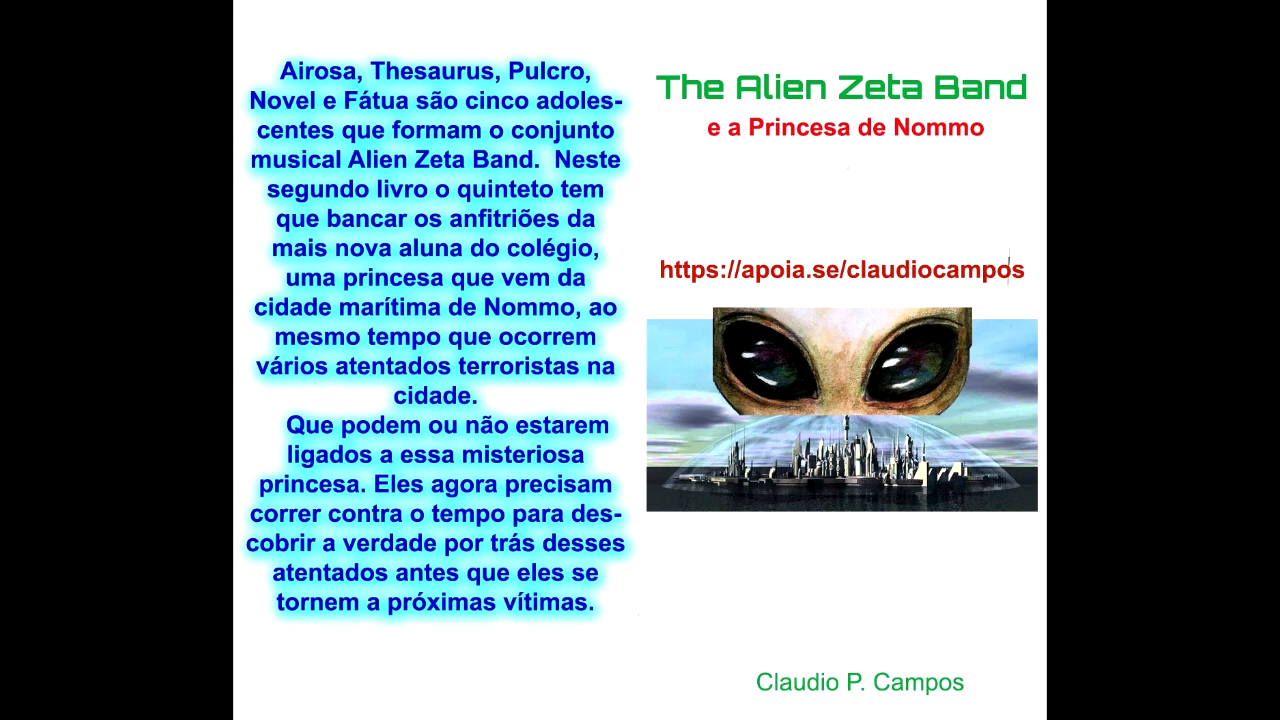 Airosa, Thesaurus, Pulcro,
Novel e Fátua são cinco adoles-
centes que formam o conjunto
musical Alien Zeta Band.  Neste
segundo livro o quinteto tem
que bancar os anfitriões da
mais nova aluna do colégio,
uma princesa que vem da
cidade marítima de Nommo, ao
mesmo tempo que ocorrem
vários atentados terroristas na
cidade.
Que podem ou não estarem
ligados a essa misteriosa
princesa. Eles agora precisam
correr contra o tempo para des-
cobrir a verdade por trás desses
atentados antes que eles se
tornem a próximas vítimas.
The Alien Zeta Band
e a Princesa de Nommo
https://apoia.se/claudiocampos
Claudio P. Campos